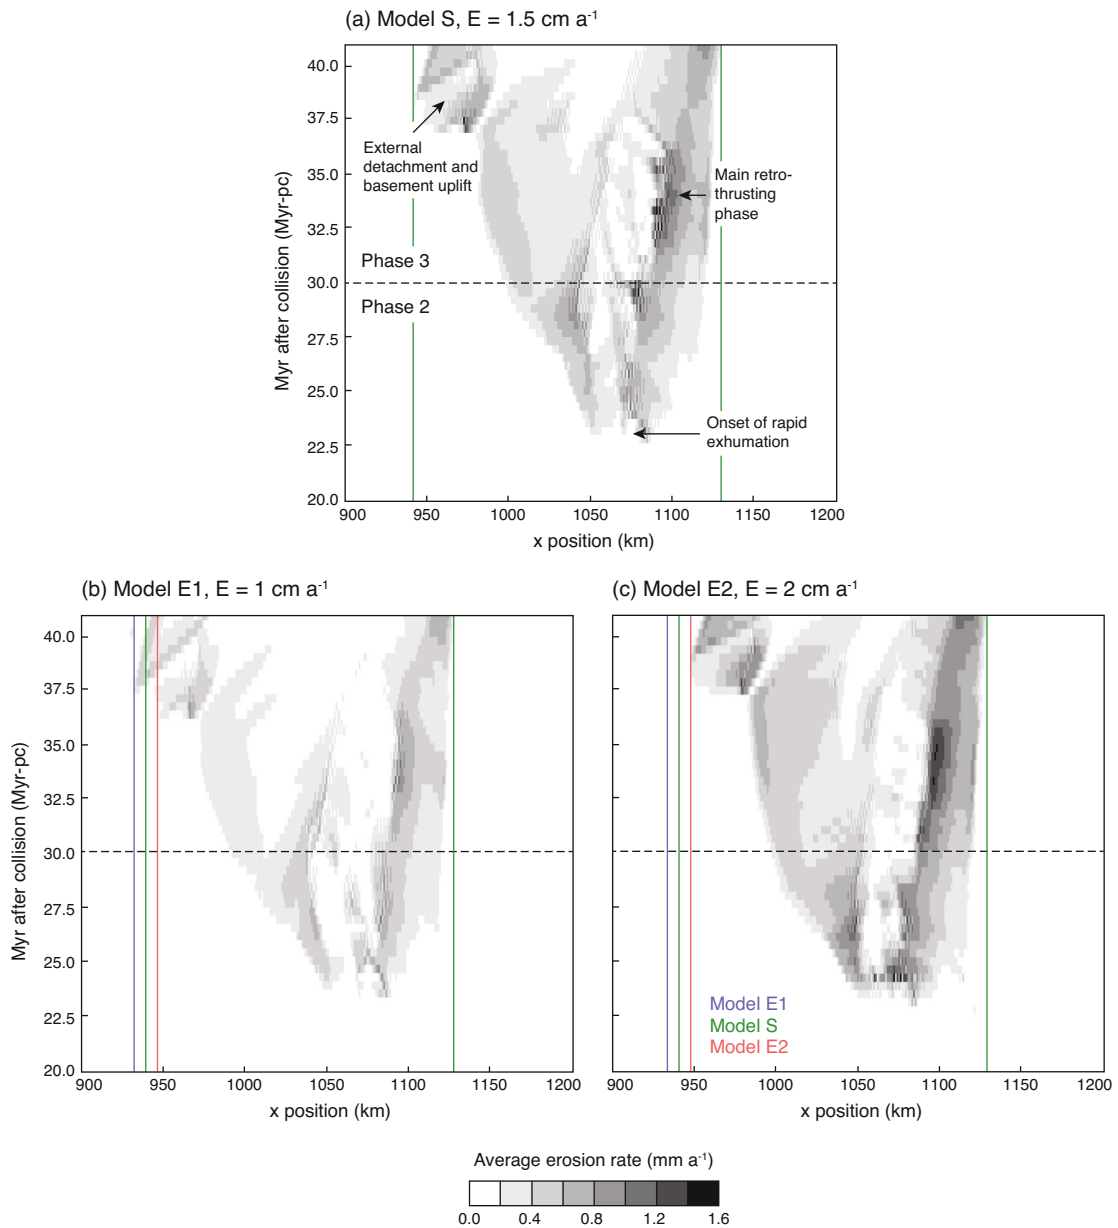 (a) Model S, E = 1.5 cm a⁻¹
Myr after collision (Myr-pc)
40.0
37.5
35.0
32.5
30.0
27.5
25.0
22.5
20.0
External
detachment and
basement uplift
Main retro-
thrusting
phase
Phase 3
Phase 2
Onset of rapid
exhumation
900 950 1000 1050 1100 1150 1200
x position (km)
(b) Model E1, E = 1 cm a⁻¹
Myr after collision (Myr-pc)
40.0
37.5
35.0
32.5
30.0
27.5
25.0
22.5
20.0
900 950 1000 1050 1100 1150 1200
x position (km)
(c) Model E2, E = 2 cm a⁻¹
Model E1
Model S
Model E2
900 950 1000 1050 1100 1150 1200
x position (km)
Average erosion rate (mm a⁻¹)
0.0 0.4 0.8 1.2 1.6